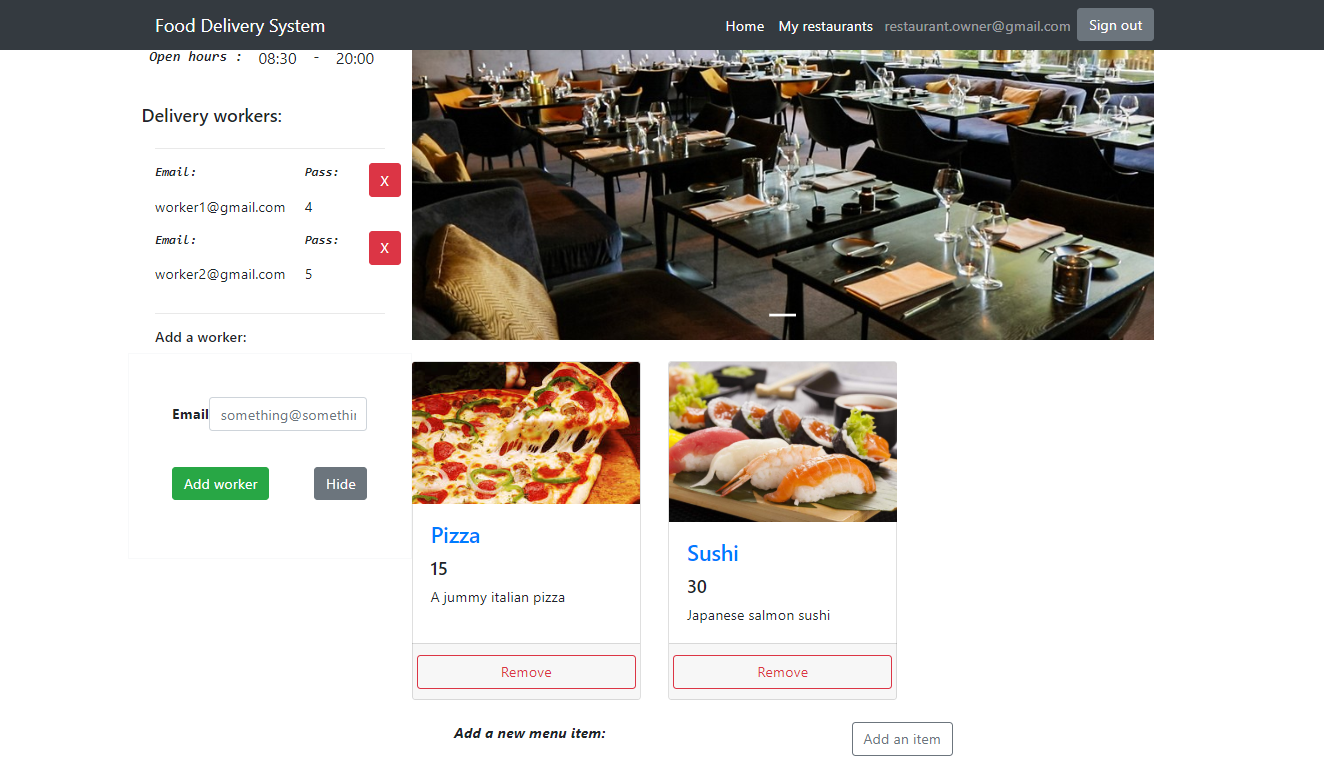 Food Delivery System
Home My restaurants restaurant.owner@gmail.com Sign out
Open hours : 08:30 - 20:00
Delivery workers:
Email: Pass:
X
worker1@gmail.com 4
Email: Pass:
X
worker2@gmail.com 5
Add a worker:
Email something@somethin
Add worker Hide
Pizza
15
A jummy italian pizza
Remove
Sushi
30
Japanese salmon sushi
Remove
Add a new menu item: Add an item